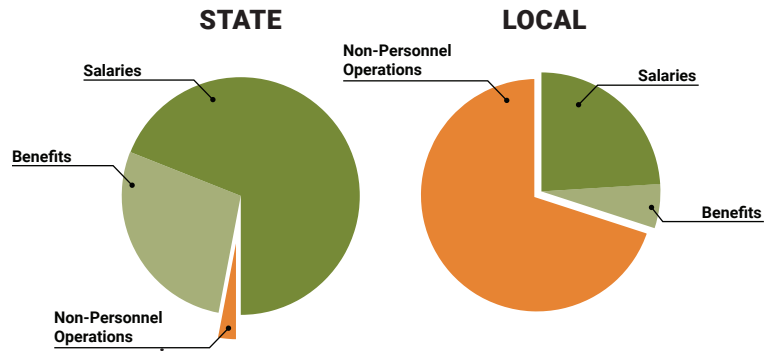 STATE
Salaries
Benefits
Non-Personnel
Operations
LOCAL
Non-Personnel
Operations
Salaries
Benefits